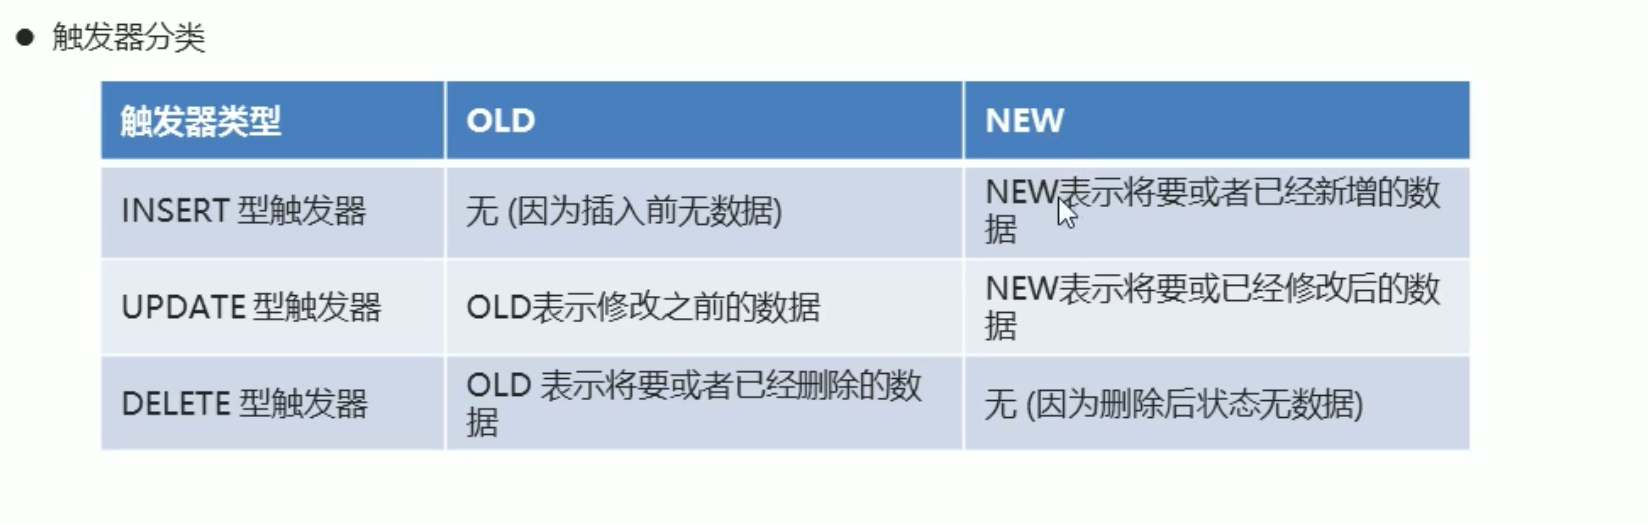 ● 触发器分类
触发器类型 OLD NEW
INSERT 型触发器 无 (因为插入前无数据) NEW表示将要或者已经新增的数
据
UPDATE 型触发器 OLD表示修改之前的数据 NEW表示将要或已经修改后的数
据
DELETE 型触发器 OLD 表示将要或者已经删除的数
据 无 (因为删除后状态无数据)